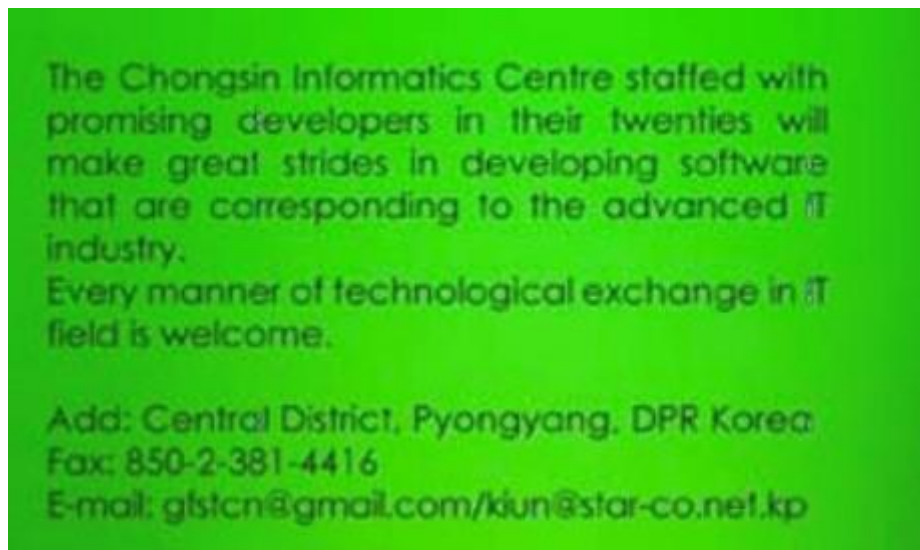 The Chongsin Informatics Centre staffed with
promising developers in their twenties will
make great strides in developing software
that are corresponding to the advanced IT
industry.
Every manner of technological exchange in IT
field is welcome.
Add: Central District, Pyongyang, DPR Korea
Fax: 850-2-381-4416
E-mail: gfstcn@gmail.com/kiun@star-co.net.kp